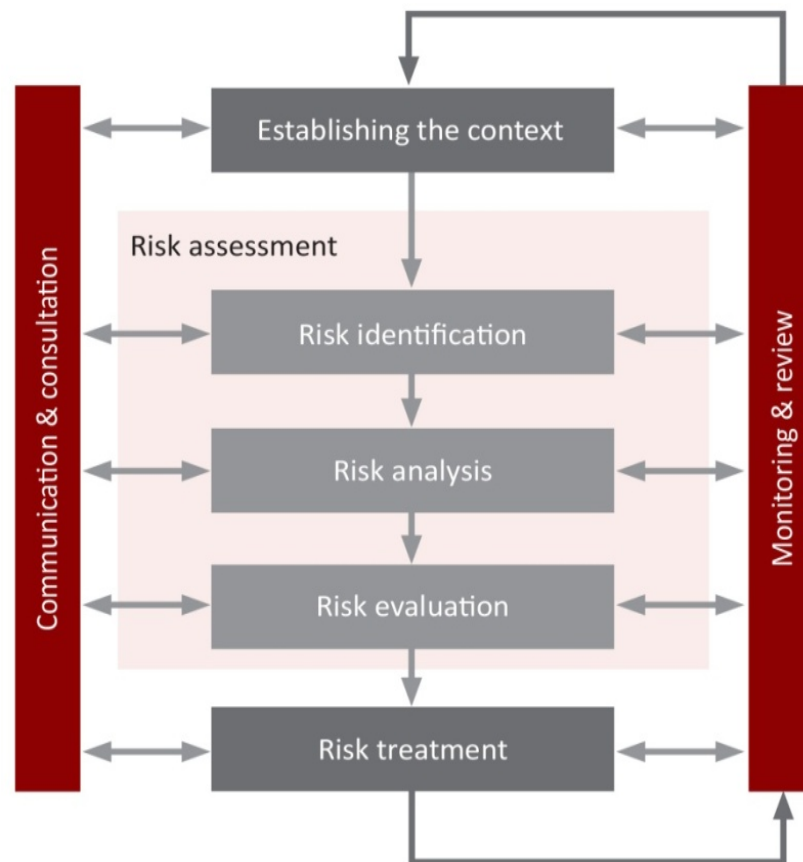 Establishing the context
Communication & consultation
Risk assessment
Risk identification
Risk analysis
Risk evaluation
Risk treatment
Monitoring & review